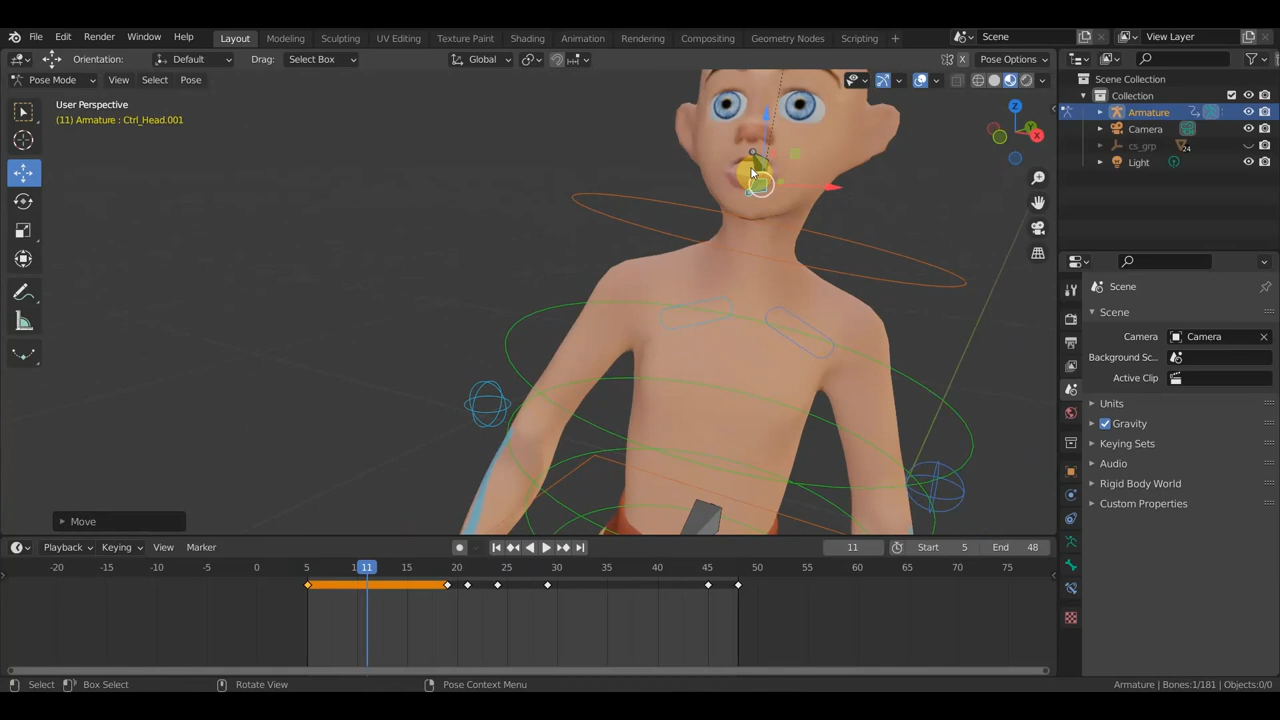 File Edit Render Window Help Layout Modeling Sculpting UV Editing Texture Paint Shading Animation Rendering Compositing Geometry Nodes Scripting + Scene View Layer
Orientation: Default Drag: Select Box Global Pose Options
Pose Mode View Select Pose
Scene Collection
Collection
Armature
Camera
cs_grp 24
Light
User Perspective
(11) Armature : Ctrl_Head.001
Z
Y
X
Move
Scene
Scene
Camera Camera
Background Sc...
Active Clip
Units
Gravity
Keying Sets
Audio
Rigid Body World
Custom Properties
Playback Keying View Marker 11 Start 5 End 48
-20 -15 -10 -5 0 5 11 15 20 25 30 35 40 45 50 55 60 65 70 75
Select Box Select Rotate View Pose Context Menu Armature | Bones:1/181 | Objects:0/0